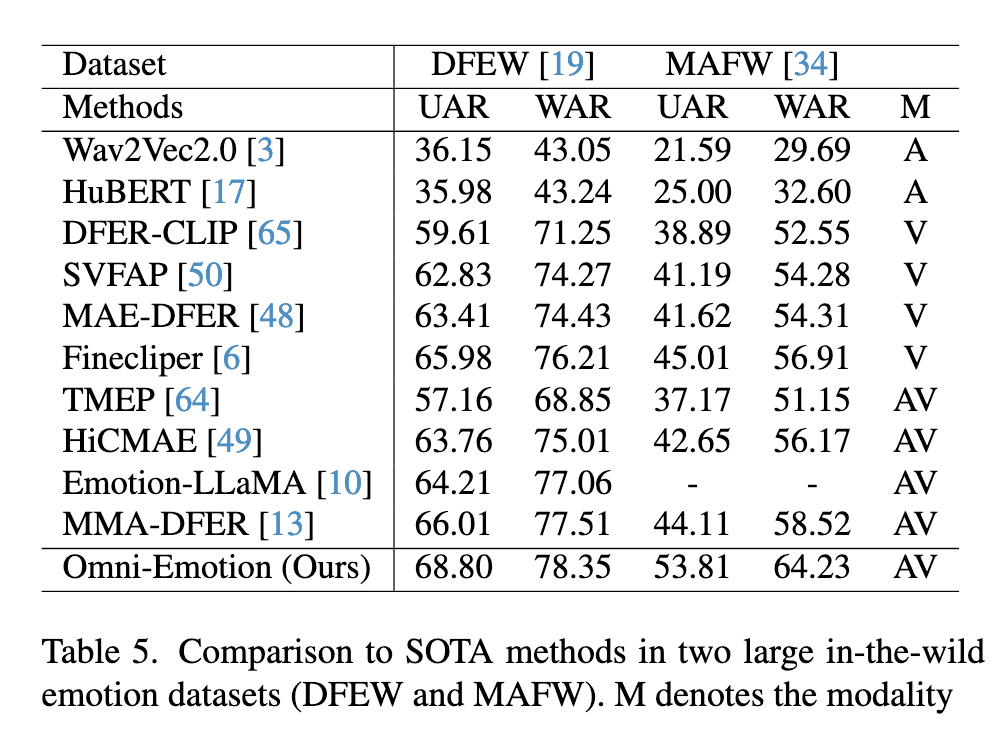 Dataset DFEW [19] MAFW [34]
Methods UAR WAR UAR WAR M
Wav2Vec2.0 [3] 36.15 43.05 21.59 29.69 A
HuBERT [17] 35.98 43.24 25.00 32.60 A
DFER-CLIP [65] 59.61 71.25 38.89 52.55 V
SVFAP [50] 62.83 74.27 41.19 54.28 V
MAE-DFER [48] 63.41 74.43 41.62 54.31 V
Finecliper [6] 65.98 76.21 45.01 56.91 V
TMEP [64] 57.16 68.85 37.17 51.15 AV
HiCMAE [49] 63.76 75.01 42.65 56.17 AV
Emotion-LLaMA [10] 64.21 77.06 - - AV
MMA-DFER [13] 66.01 77.51 44.11 58.52 AV
Omni-Emotion (Ours) 68.80 78.35 53.81 64.23 AV
Table 5. Comparison to SOTA methods in two large in-the-wild
emotion datasets (DFEW and MAFW). M denotes the modality